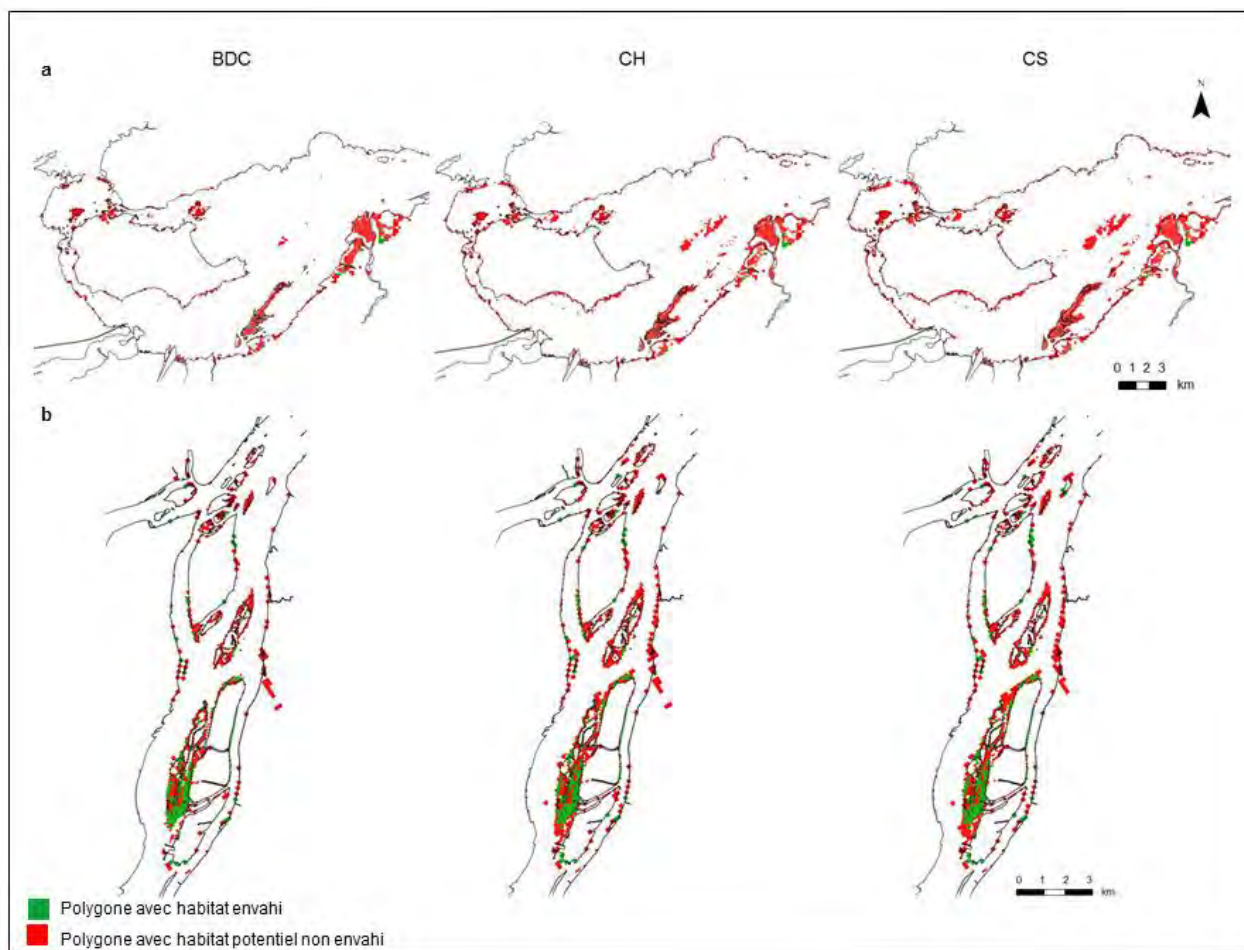 BDC CH CS
a
N
0 1 2 3
km
b
0 1 2 3
km
Polygone avec habitat envahi
Polygone avec habitat potentiel non envahi